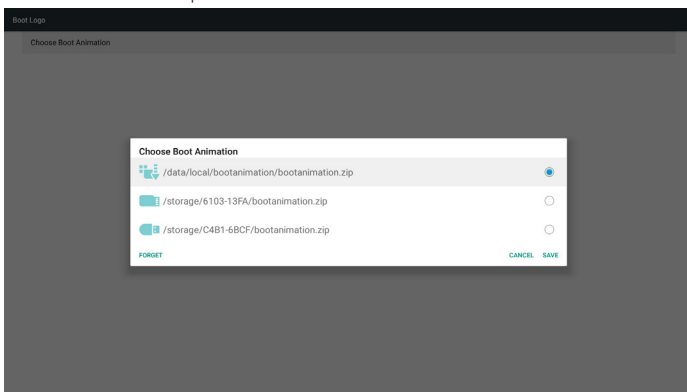 Boot Logo
Choose Boot Animation
Choose Boot Animation
/data/local/bootanimation/bootanimation.zip
/storage/6103-13FA/bootanimation.zip
/storage/C4B1-6BCF/bootanimation.zip
FORGET CANCEL SAVE